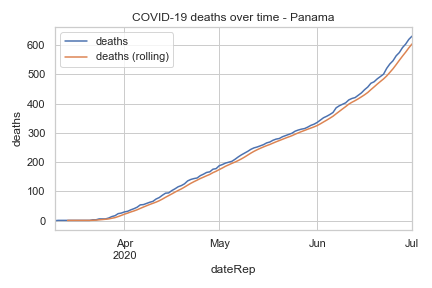 COVID-19 deaths over time - Panama
deaths
deaths (rolling)
600
500
400
300
200
100
0
deaths
Apr
2020
May
Jun
Jul
dateRep